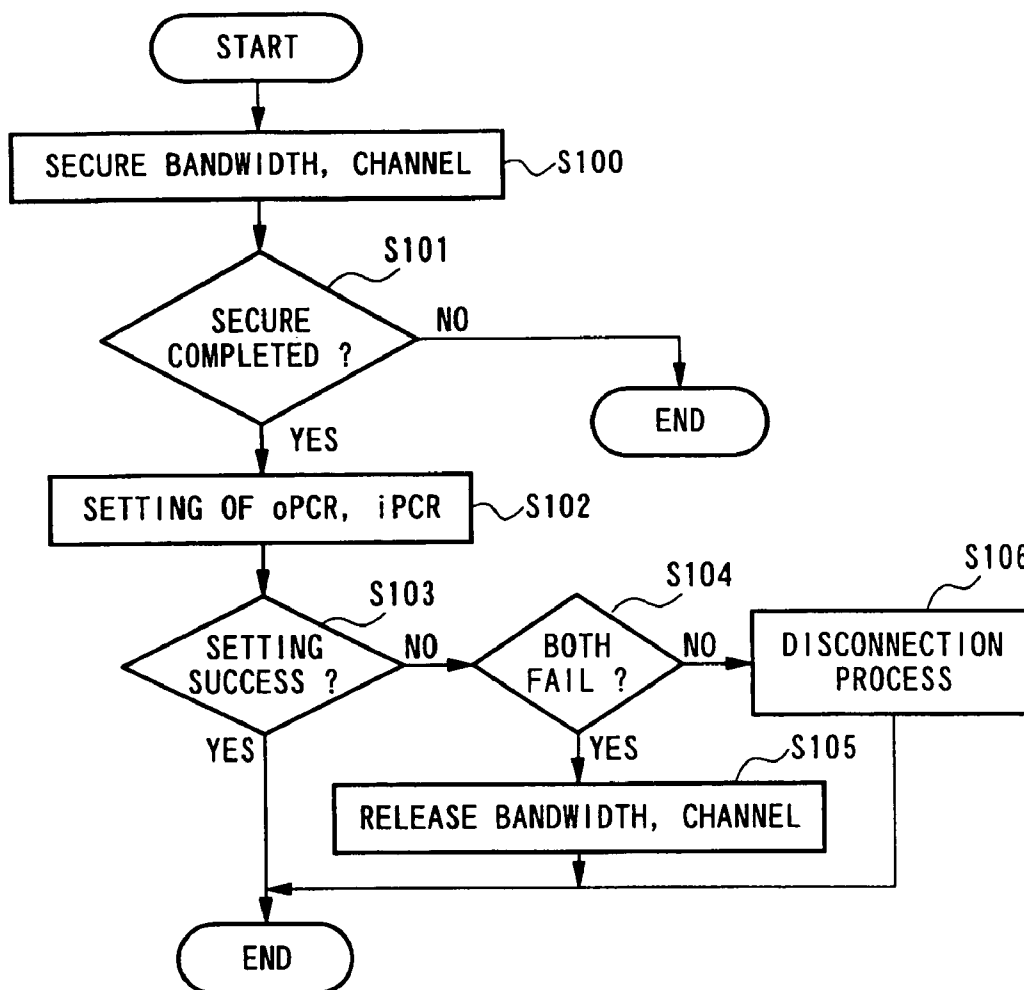 START
SECURE BANDWIDTH, CHANNEL
S100
S101
SECURE
COMPLETED ?
NO
END
YES
SETTING OF oPCR, iPCR
S102
S103
SETTING
SUCCESS ?
NO
S104
BOTH
FAIL ?
NO
S106
DISCONNECTION
PROCESS
YES
YES
S105
RELEASE BANDWIDTH, CHANNEL
END